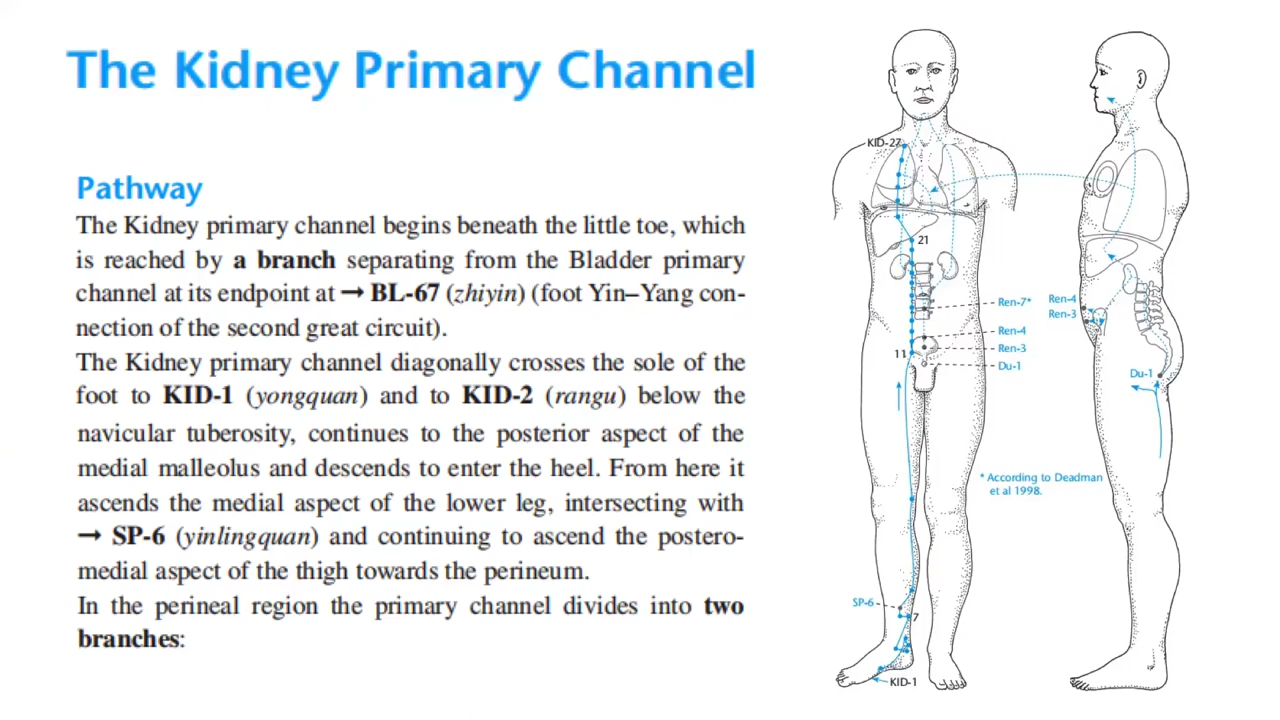 The Kidney Primary Channel
Pathway
The Kidney primary channel begins beneath the little toe, which
is reached by a branch separating from the Bladder primary
channel at its endpoint at → BL-67 (zhiyin) (foot Yin–Yang con-
nection of the second great circuit).
The Kidney primary channel diagonally crosses the sole of the
foot to KID-1 (yongquan) and to KID-2 (rangu) below the
navicular tuberosity, continues to the posterior aspect of the
medial malleolus and descends to enter the heel. From here it
ascends the medial aspect of the lower leg, intersecting with
→ SP-6 (yinlingquan) and continuing to ascend the postero-
medial aspect of the thigh towards the perineum.
In the perineal region the primary channel divides into two
branches:
KID-27
21
Ren-7*
Ren-4
Ren-3
Ren-4
Ren-3
11
Du-1
Du-1
* According to Deadman
et al 1998.
SP-6
7
KID-1